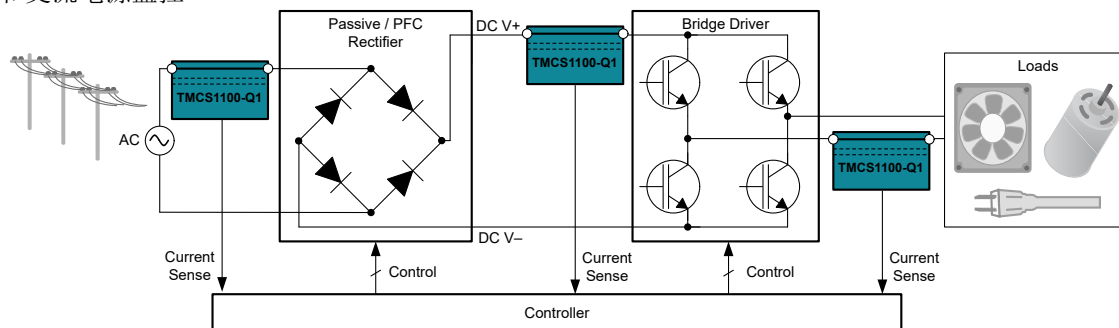 Passive / PFC
Rectifier
DC V+
Bridge Driver
Loads
TMCS1100-Q1
TMCS1100-Q1
AC
TMCS1100-Q1
DC V–
Current
Sense
Control
Current
Sense
Control
Current
Sense
Controller